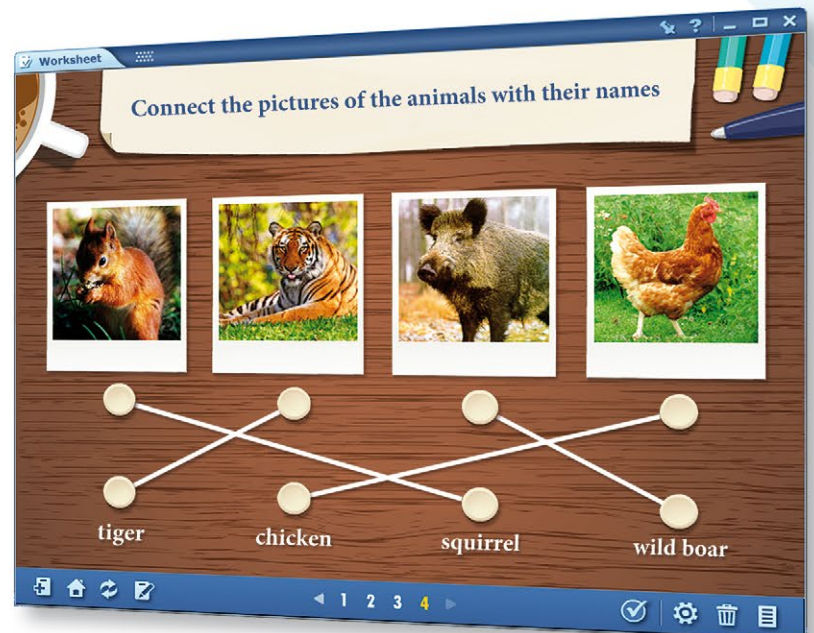 Worksheet
?
Connect the pictures of the animals with their names
tiger
chicken
squirrel
wild boar
1 2 3 4